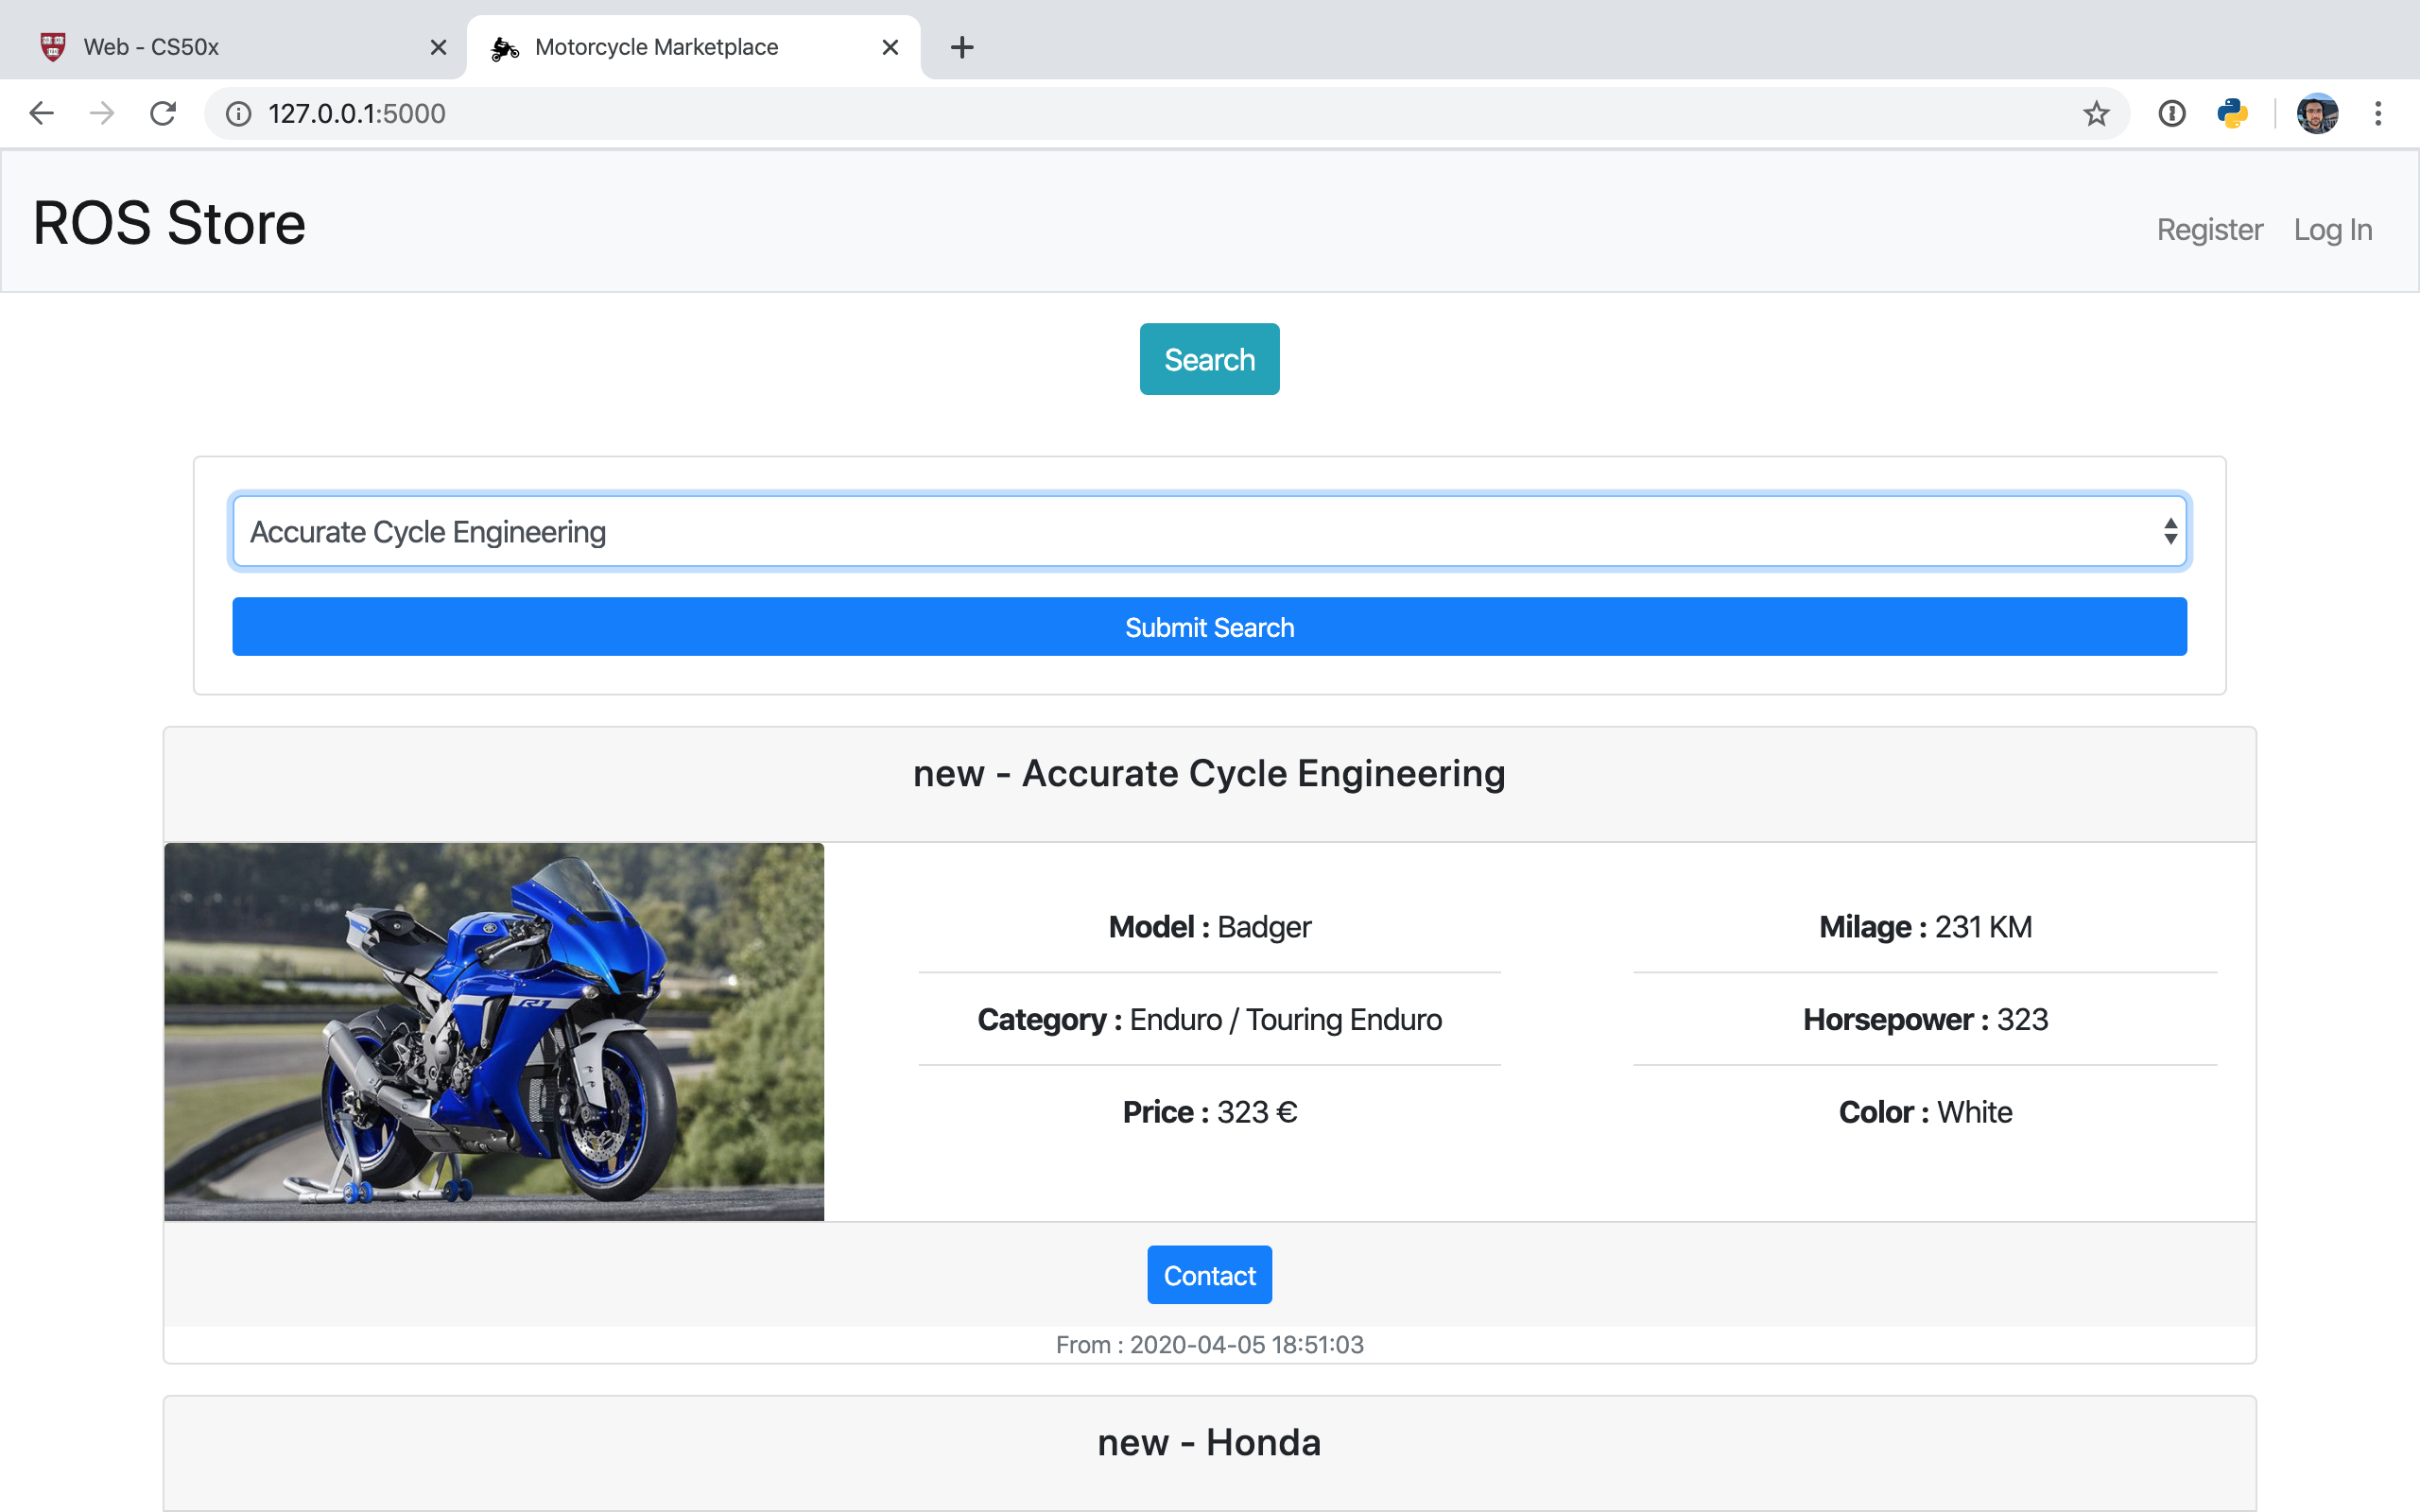 Web - CS50x
Motorcycle Marketplace
127.0.0.1:5000
ROS Store
Register Log In
Search
Accurate Cycle Engineering
Submit Search
new - Accurate Cycle Engineering
R1
Model : Badger
Milage : 231 KM
Category : Enduro / Touring Enduro
Horsepower : 323
Price : 323 €
Color : White
Contact
From : 2020-04-05 18:51:03
new - Honda